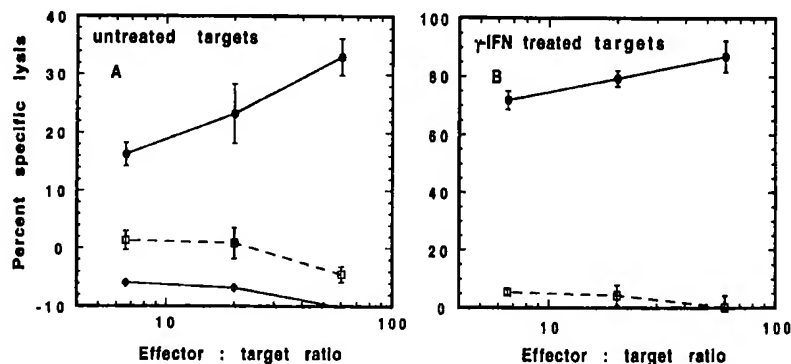 untreated targets
A
Percent specific lysis
40
30
20
10
0
-10
10
100
Effector : target ratio
γ-IFN treated targets
B
100
80
60
40
20
0
10
100
Effector : target ratio